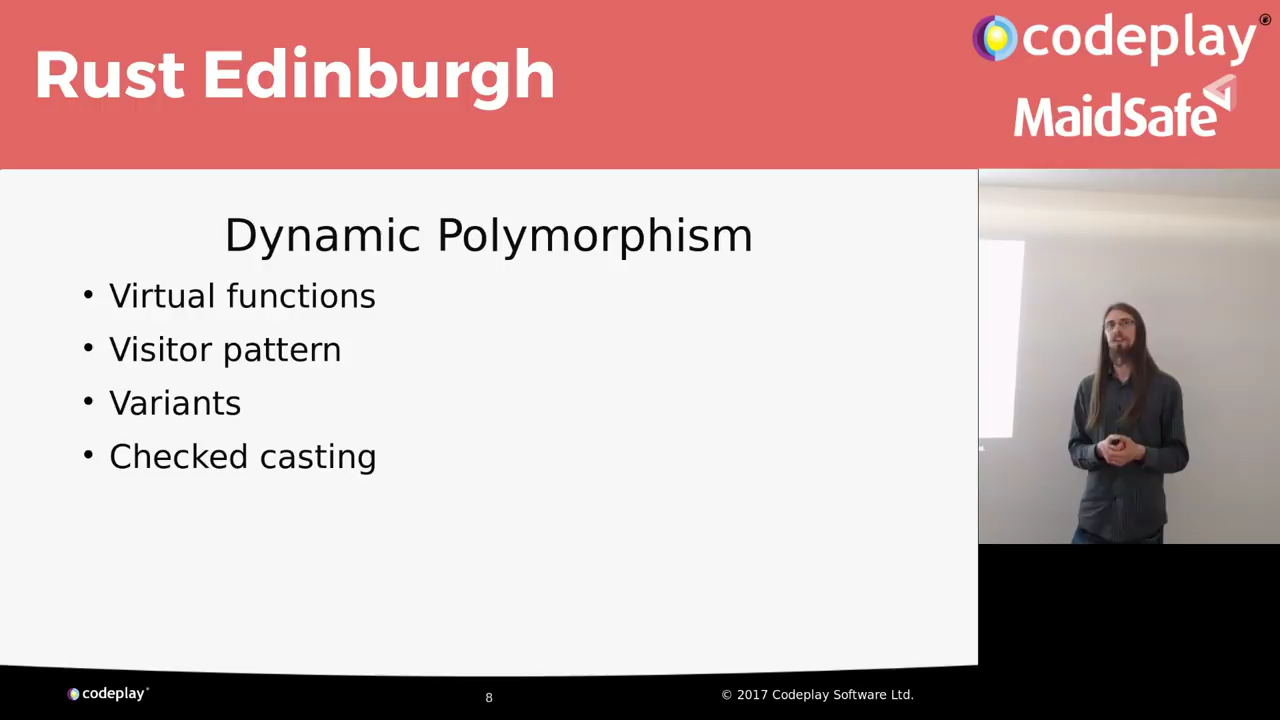 Rust Edinburgh
codeplay®
MaidSafe
Dynamic Polymorphism
• Virtual functions
• Visitor pattern
• Variants
• Checked casting
codeplay®
8
© 2017 Codeplay Software Ltd.